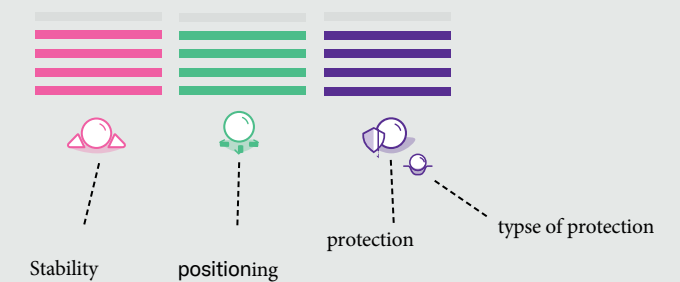 Stability
positioning
protection
typse of protection